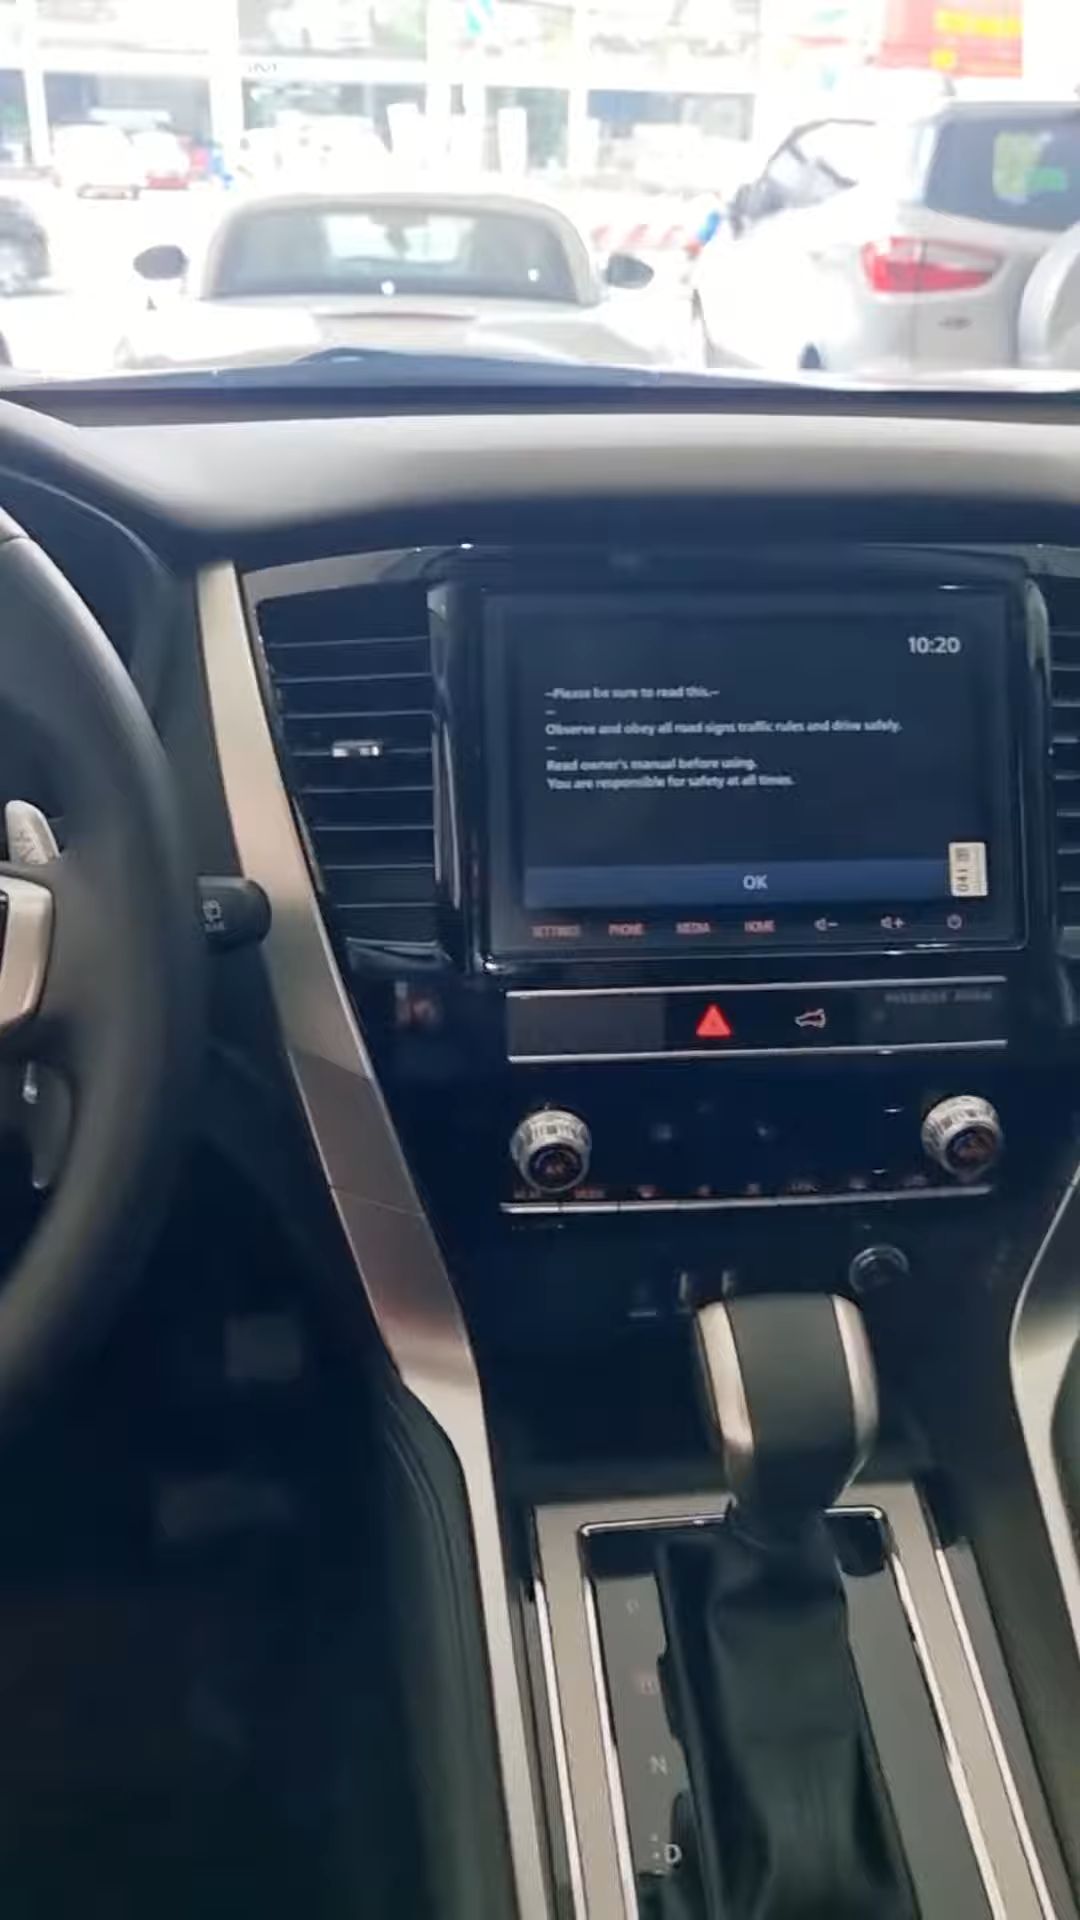 10:20
-Please be sure to read this.-
-
Observe and obey all road signs traffic rules and drive safely.
-
Read owner's manual before using.
You are responsible for safety at all times.
OK
041
SETTINGS PHONE MEDIA HOME
P
R
N
D